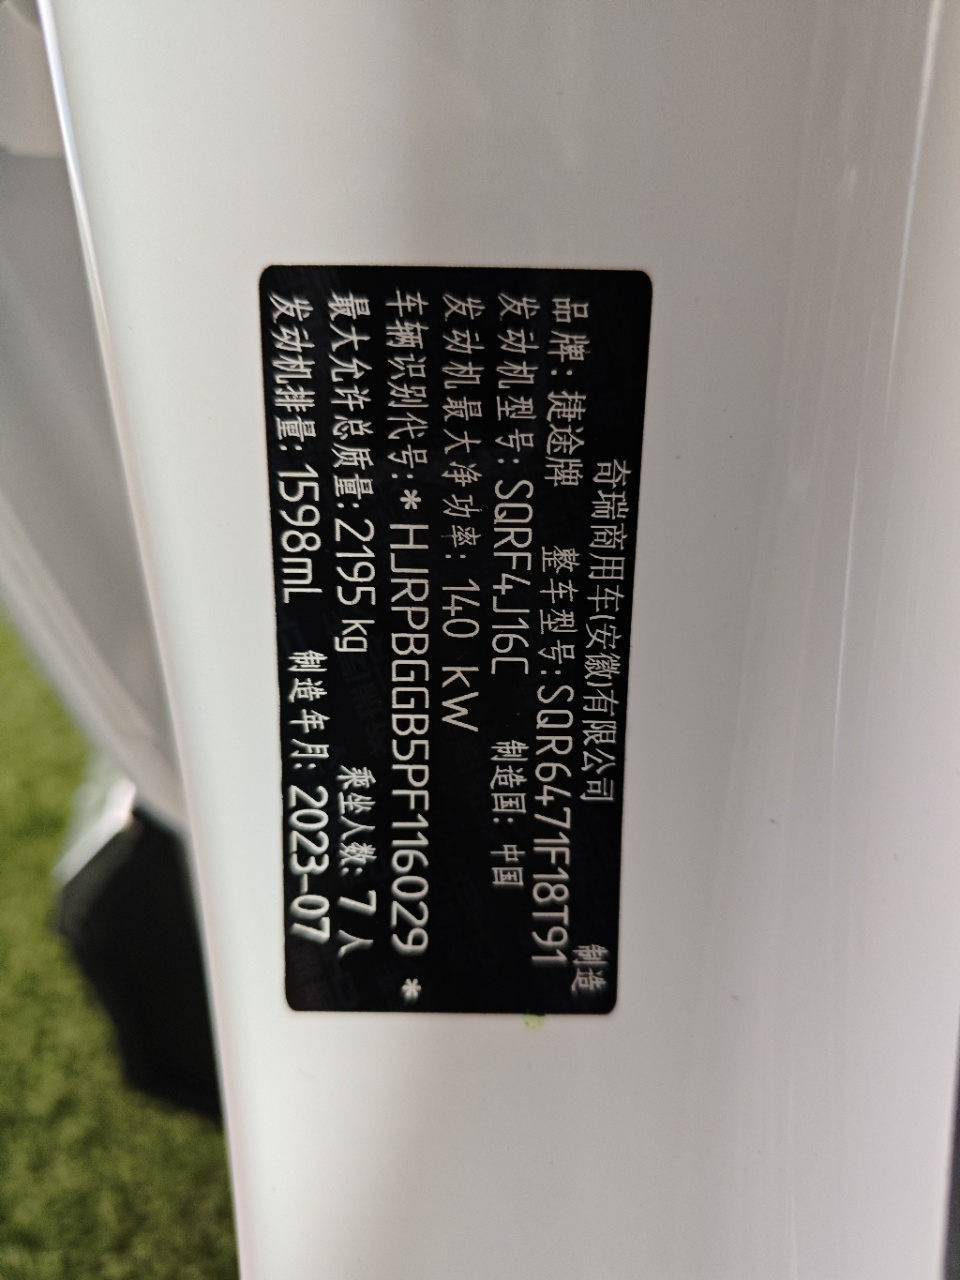 奇瑞商用车(安徽)有限公司 制造
品牌: 捷途牌 整车型号:SQR6471F18T91
发动机型号:SQRF4J16C 制造国: 中国
发动机最大净功率: 140 kW
车辆识别代号:*HJRPBGGB5PF116029*
最大允许总质量:2195 kg 乘坐人数: 7 人
发动机排量:1598mL 制造年月: 2023-07